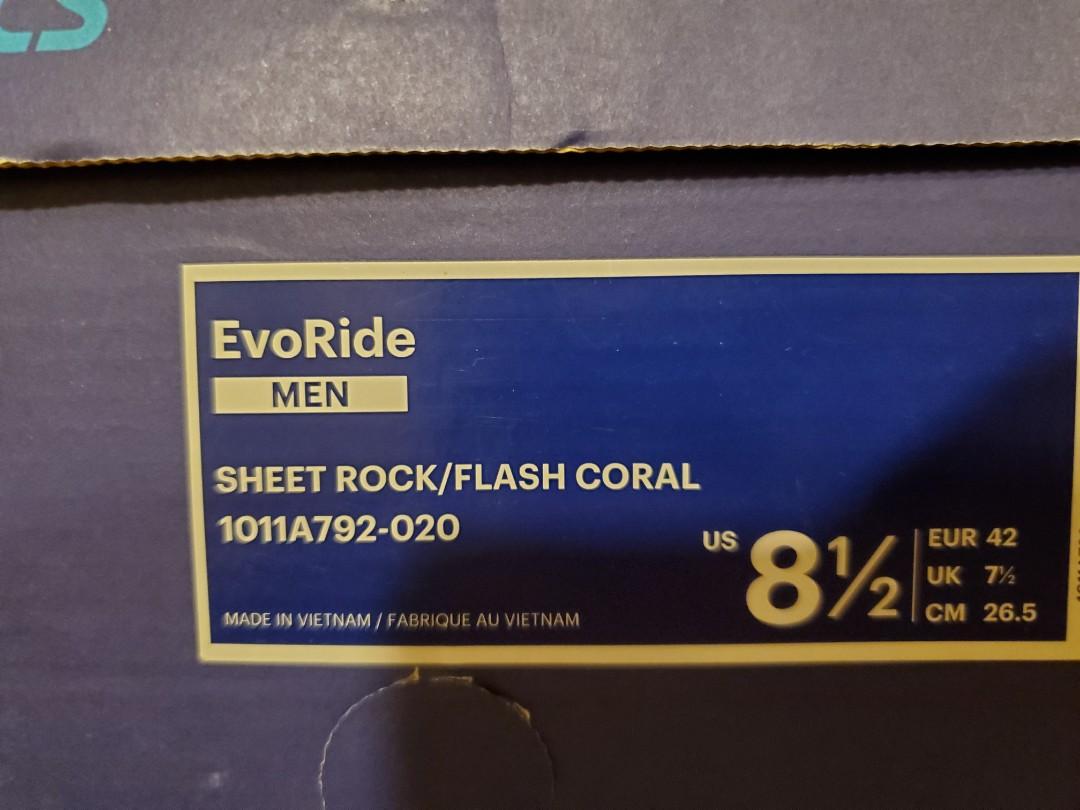 EvoRide
MEN
SHEET ROCK/FLASH CORAL
1011A792-020
US 8½
EUR 42
UK 7½
CM 26.5
MADE IN VIETNAM / FABRIQUE AU VIETNAM